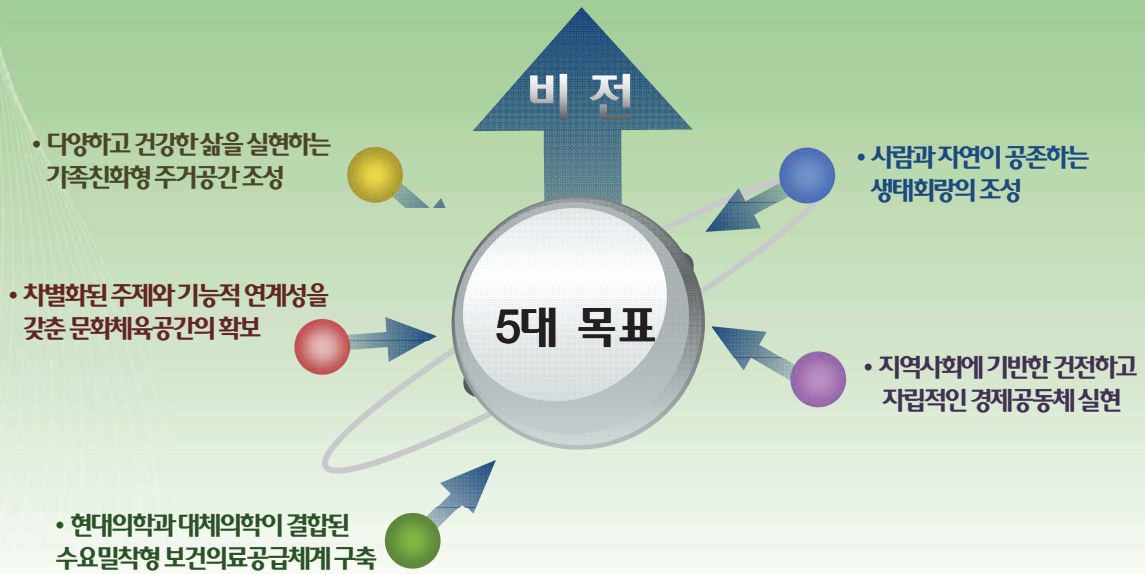 비 전
• 다양하고 건강한 삶을 실현하는
가족친화형 주거공간 조성
• 사람과 자연이 공존하는
생태회랑의 조성
• 차별화된 주제와 기능적 연계성을
갖춘 문화체육공간의 확보
5대 목표
• 지역사회에 기반한 건전하고
자립적인 경제공동체 실현
• 현대의학과 대체의학이 결합된
수요밀착형 보건의료공급체계 구축